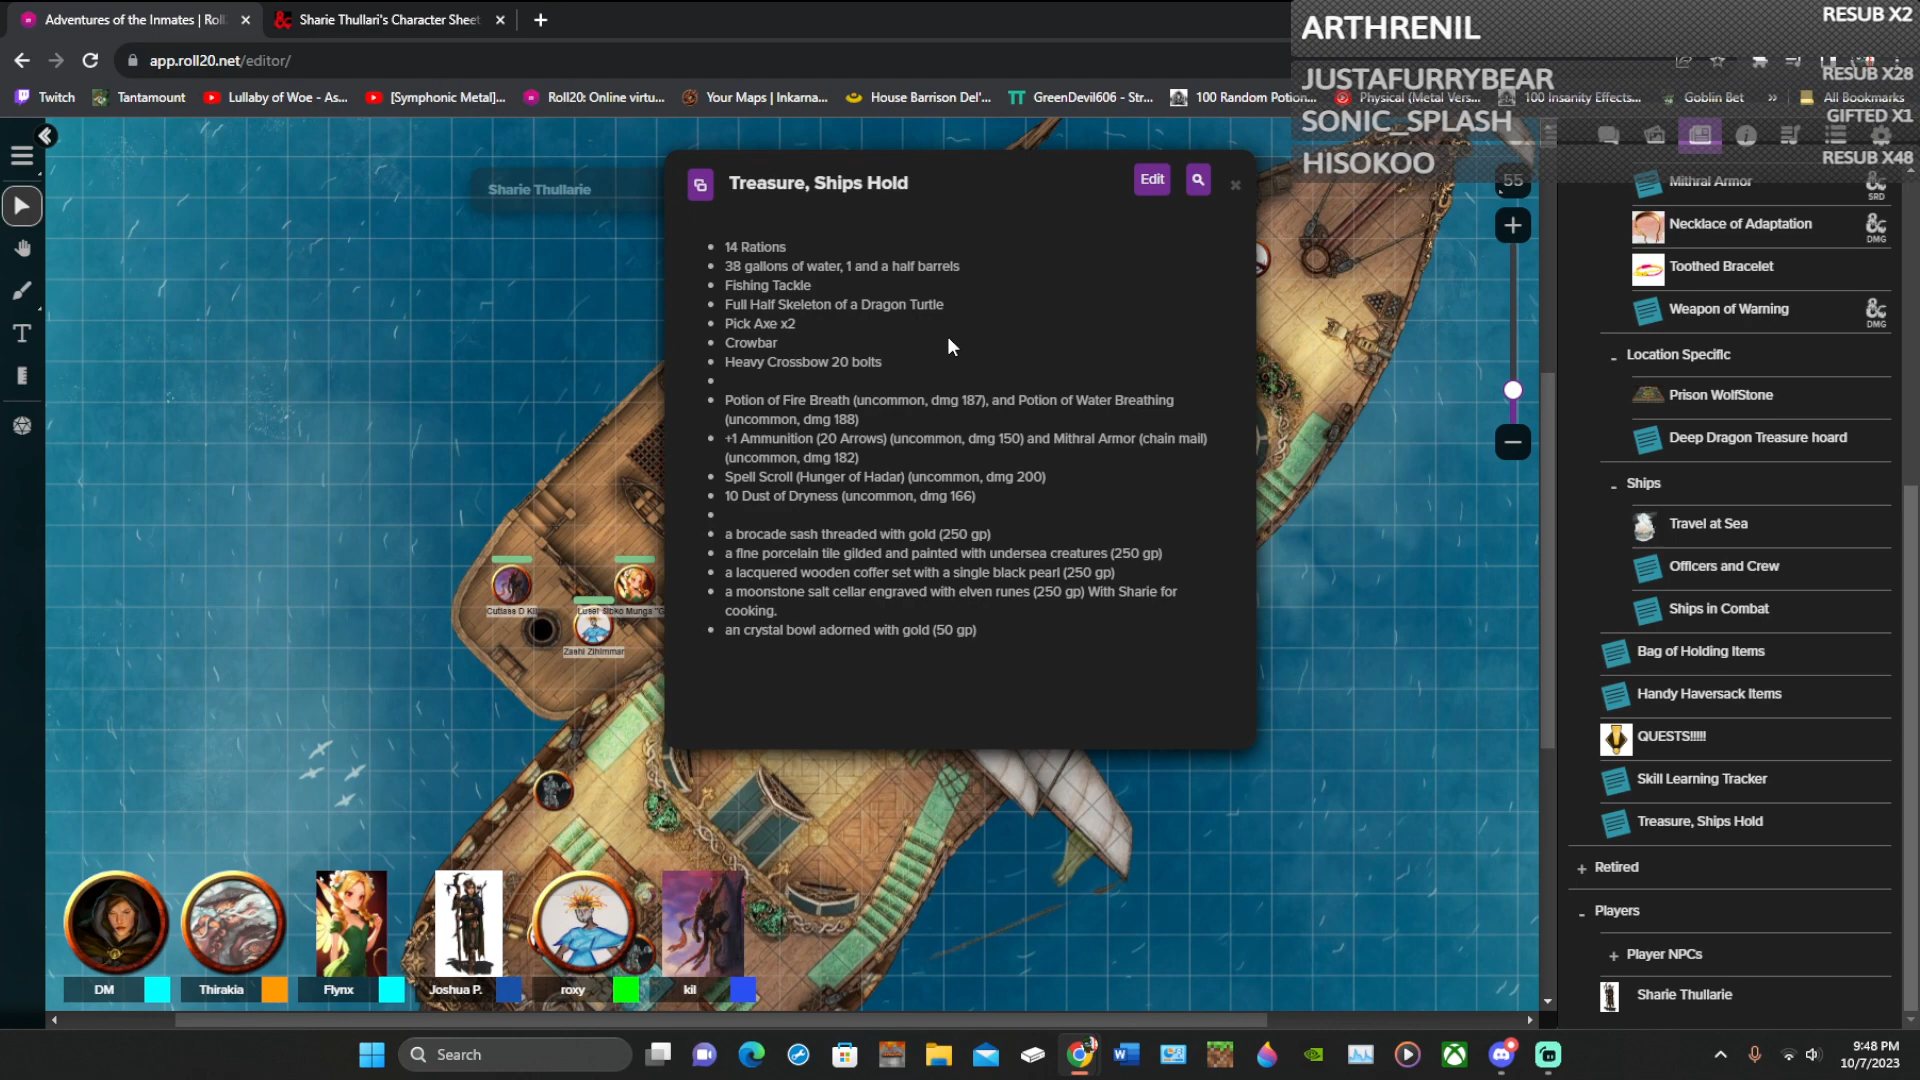 Adventures of the Inmates | Roll
Sharie Thullari's Character Sheet
ARTHRENIL
RESUB X2
app.roll20.net/editor/
JUSTAFURRYBEAR
RESUB X28
Twitch
Tantamount
Lullaby of Woe - As...
[Symphonic Metal]...
Roll20: Online virtu...
Your Maps | Inkarna...
House Barrison Del'...
GreenDevil606 - Str...
100 Random Potion...
Physical (Metal Vers...
100 Insanity Effects...
Goblin Bet
All Bookmarks
SONIC_SPLASH
GIFTED X1
HISOKOO
RESUB X48
Sharie Thullarie
Treasure, Ships Hold
Edit
55
14 Rations
38 gallons of water, 1 and a half barrels
Fishing Tackle
Full Half Skeleton of a Dragon Turtle
Pick Axe x2
Crowbar
Heavy Crossbow 20 bolts
Potion of Fire Breath (uncommon, dmg 187), and Potion of Water Breathing
(uncommon, dmg 188)
+1 Ammunition (20 Arrows) (uncommon, dmg 150) and Mithral Armor (chain mail)
(uncommon, dmg 182)
Spell Scroll (Hunger of Hadar) (uncommon, dmg 200)
10 Dust of Dryness (uncommon, dmg 166)
a brocade sash threaded with gold (250 gp)
a fine porcelain tile gilded and painted with undersea creatures (250 gp)
a lacquered wooden coffer set with a single black pearl (250 gp)
a moonstone salt cellar engraved with elven runes (250 gp) With Sharie for
cooking.
an crystal bowl adorned with gold (50 gp)
Mithral Armor
SRD
Necklace of Adaptation
DMG
Toothed Bracelet
Weapon of Warning
DMG
Location Specific
Prison WolfStone
Deep Dragon Treasure hoard
Ships
Travel at Sea
Officers and Crew
Ships in Combat
Bag of Holding Items
Handy Haversack Items
QUESTS!!!!!
Skill Learning Tracker
Treasure, Ships Hold
Retired
Players
Player NPCs
Sharie Thullarie
Zashi Zihimmar
DM
Thirakia
Flynx
Joshua P.
roxy
kil
Search
9:48 PM
10/7/2023